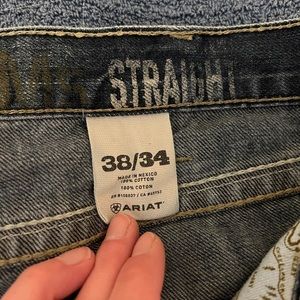 STRAIGHT
38/34
MADE IN MEXICO
100% COTTON
100% COTON
ARIAT